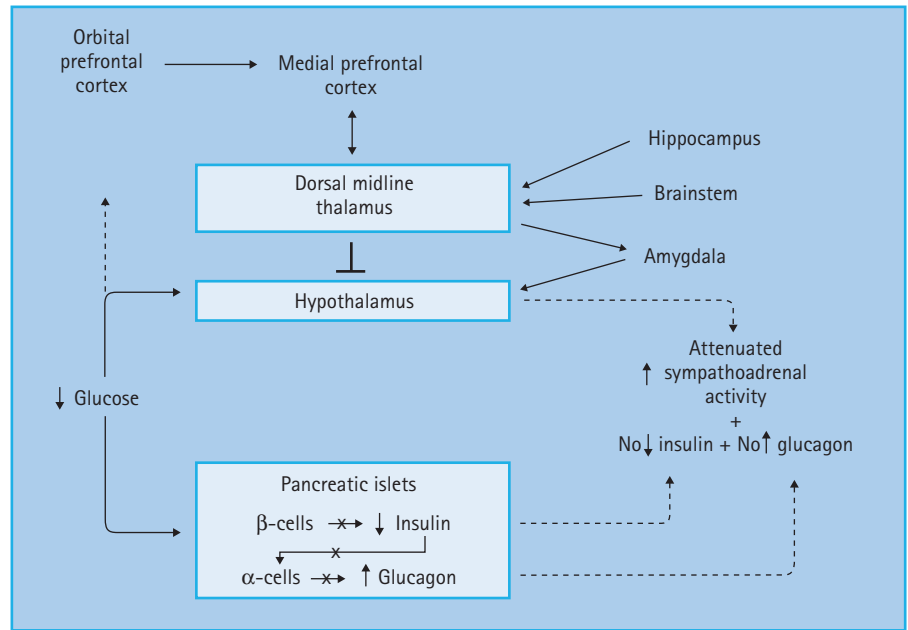 Orbital
prefrontal
cortex
Medial prefrontal
cortex
Hippocampus
Dorsal midline
thalamus
Brainstem
Amygdala
Hypothalamus
Attenuated
↑ sympathoadrenal
activity
+
No↓ insulin + No↑ glucagon
↓ Glucose
Pancreatic islets
β-cells -x→ ↓ Insulin
x
α-cells -x→ ↑ Glucagon